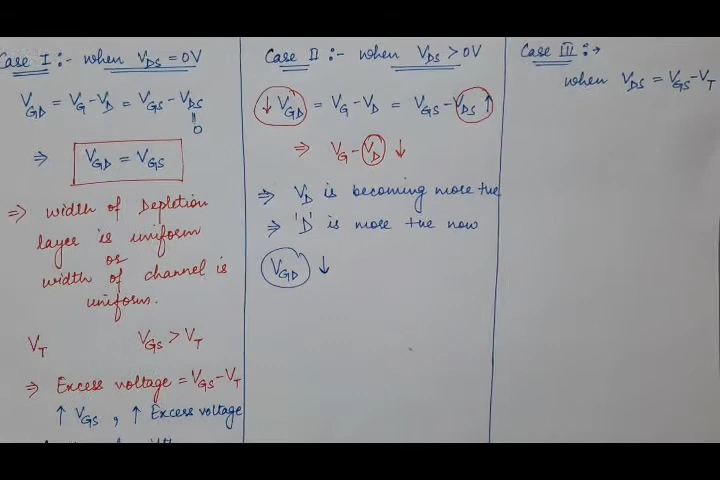 Case I :- when V_DS = 0V
V_GD = V_G - V_D = V_GS - V_DS
=
0
⇒ V_GD = V_GS
⇒ width of Depletion
layer is uniform
or
width of channel is
uniform.
V_T V_GS > V_T
⇒ Excess voltage = V_GS - V_T
↑ V_GS , ↑ Excess voltage
Case II :- when V_DS > 0V
↓ V_GD = V_G - V_D = V_GS - V_DS ↑
⇒ V_G - V_D ↓
⇒ V_D is becoming more +ve
⇒ 'D' is more +ve now
V_GD ↓
Case III :→
when V_DS = V_GS - V_T